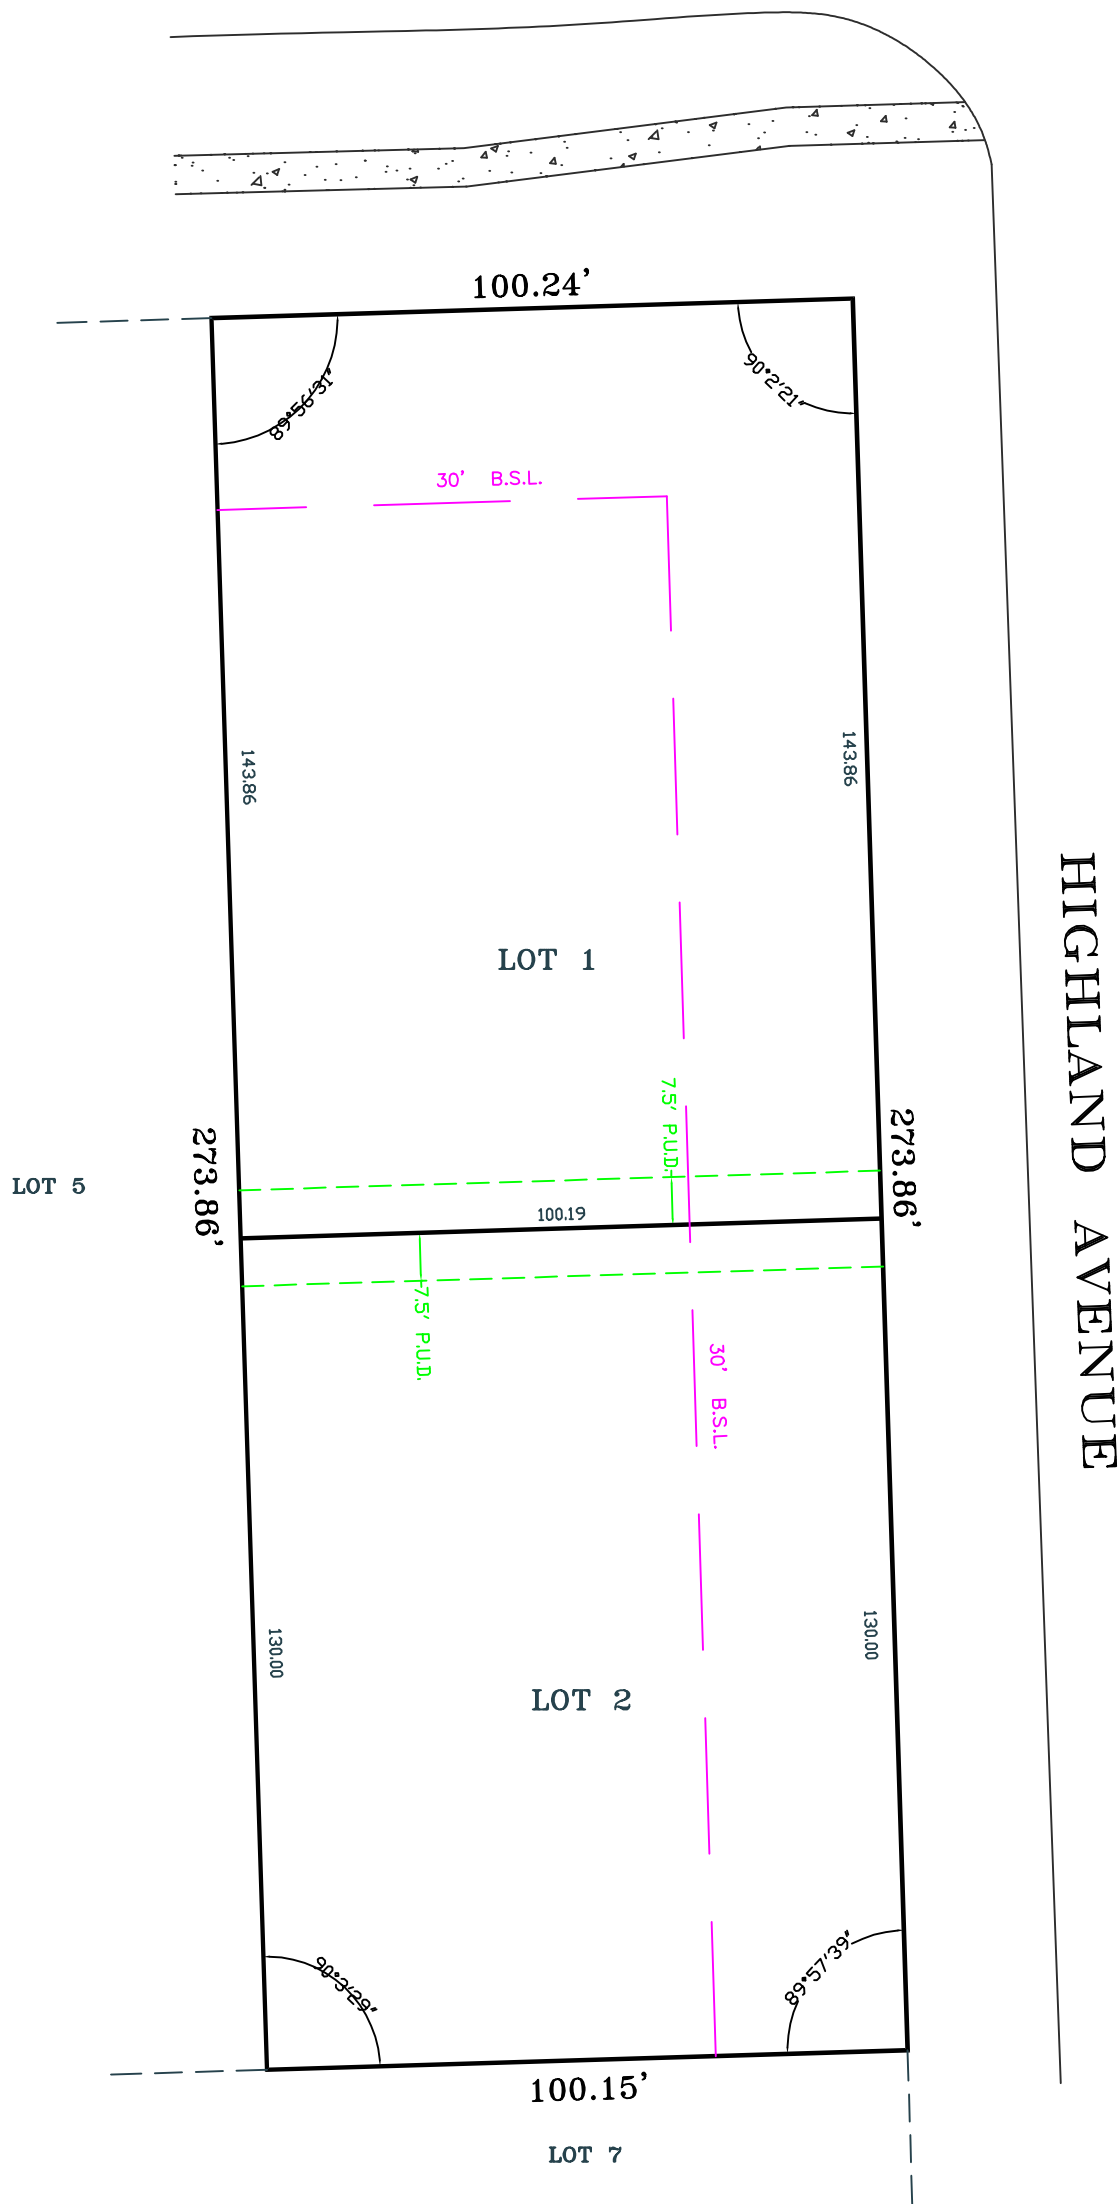 100.24'
89°56'31"
90°2'21"
30' B.S.L.
143.86
143.86
HIGHLAND AVENUE
LOT 1
7.5' P.U.D.
273.86'
273.86'
LOT 5
100.19
7.5' P.U.D.
30' B.S.L.
130.00
130.00
LOT 2
90°3'29"
89°57'39"
100.15'
LOT 7